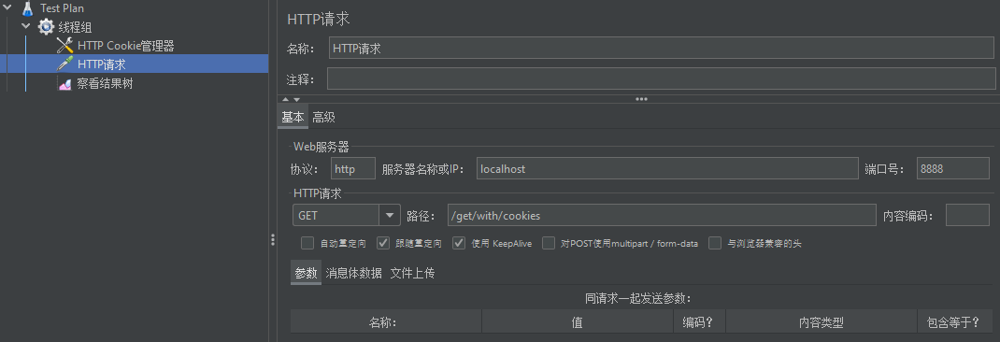 Test Plan
线程组
HTTP Cookie管理器
HTTP请求
察看结果树
HTTP请求
名称： HTTP请求
注释：
基本 高级
Web服务器
协议： http 服务器名称或IP： localhost 端口号： 8888
HTTP请求
GET 路径： /get/with/cookies 内容编码：
自动重定向 跟随重定向 使用 KeepAlive 对POST使用multipart / form-data 与浏览器兼容的头
参数 消息体数据 文件上传
同请求一起发送参数：
名称： 值 编码？ 内容类型 包含等于？